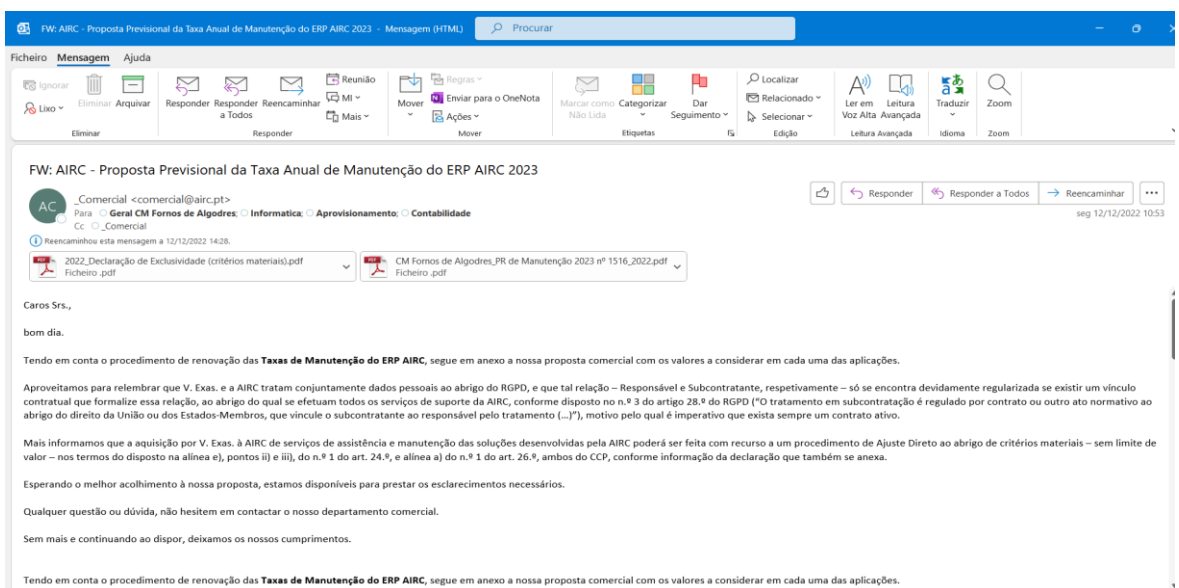 FW: AIRC - Proposta Previsional da Taxa Anual de Manutenção do ERP AIRC 2023 - Mensagem (HTML)
Procurar
Ficheiro Mensagem Ajuda
Ignorar
Lixo
Eliminar Arquivar
Responder Responder a Todos Reencaminhar
Reunião
MI
Mais
Mover
Regras
Enviar para o OneNota
Ações
Marcar como Não Lida
Categorizar
Dar Seguimento
Localizar
Relacionado
Selecionar
Ler em Voz Alta
Leitura Avançada
Traduzir
Zoom
Eliminar Responder Mover Etiquetas Edição Leitura Avançada Idioma Zoom
FW: AIRC - Proposta Previsional da Taxa Anual de Manutenção do ERP AIRC 2023
AC
_Comercial <comercial@airc.pt>
Para Geral CM Fornos de Algodres; Informatica; Aprovisionamento; Contabilidade
Cc _Comercial
Responder Responder a Todos Reencaminhar ...
seg 12/12/2022 10:53
Reencaminhou esta mensagem a 12/12/2022 14:28.
2022_Declaração de Exclusividade (critérios materiais).pdf
Ficheiro .pdf
CM Fornos de Algodres_PR de Manutenção 2023 nº 1516_2022.pdf
Ficheiro .pdf
Caros Srs.,
bom dia.
Tendo em conta o procedimento de renovação das Taxas de Manutenção do ERP AIRC, segue em anexo a nossa proposta comercial com os valores a considerar em cada uma das aplicações.
Aproveitamos para relembrar que V. Exas. e a AIRC tratam conjuntamente dados pessoais ao abrigo do RGPD, e que tal relação – Responsável e Subcontratante, respetivamente – só se encontra devidamente regularizada se existir um vínculo
contratual que formalize essa relação, ao abrigo do qual se efetuam todos os serviços de suporte da AIRC, conforme disposto no n.º 3 do artigo 28.º do RGPD ("O tratamento em subcontratação é regulado por contrato ou outro ato normativo ao
abrigo do direito da União ou dos Estados-Membros, que vincule o subcontratante ao responsável pelo tratamento (...)"), motivo pelo qual é imperativo que exista sempre um contrato ativo.
Mais informamos que a aquisição por V. Exas. à AIRC de serviços de assistência e manutenção das soluções desenvolvidas pela AIRC poderá ser feita com recurso a um procedimento de Ajuste Direto ao abrigo de critérios materiais – sem limite de
valor – nos termos do disposto na alínea e), pontos ii) e iii), do n.º 1 do art. 24.º, e alínea a) do n.º 1 do art. 26.º, ambos do CCP, conforme informação da declaração que também se anexa.
Esperando o melhor acolhimento à nossa proposta, estamos disponíveis para prestar os esclarecimentos necessários.
Qualquer questão ou dúvida, não hesitem em contactar o nosso departamento comercial.
Sem mais e continuando ao dispor, deixamos os nossos cumprimentos.
Tendo em conta o procedimento de renovação das Taxas de Manutenção do ERP AIRC, segue em anexo a nossa proposta comercial com os valores a considerar em cada uma das aplicações.